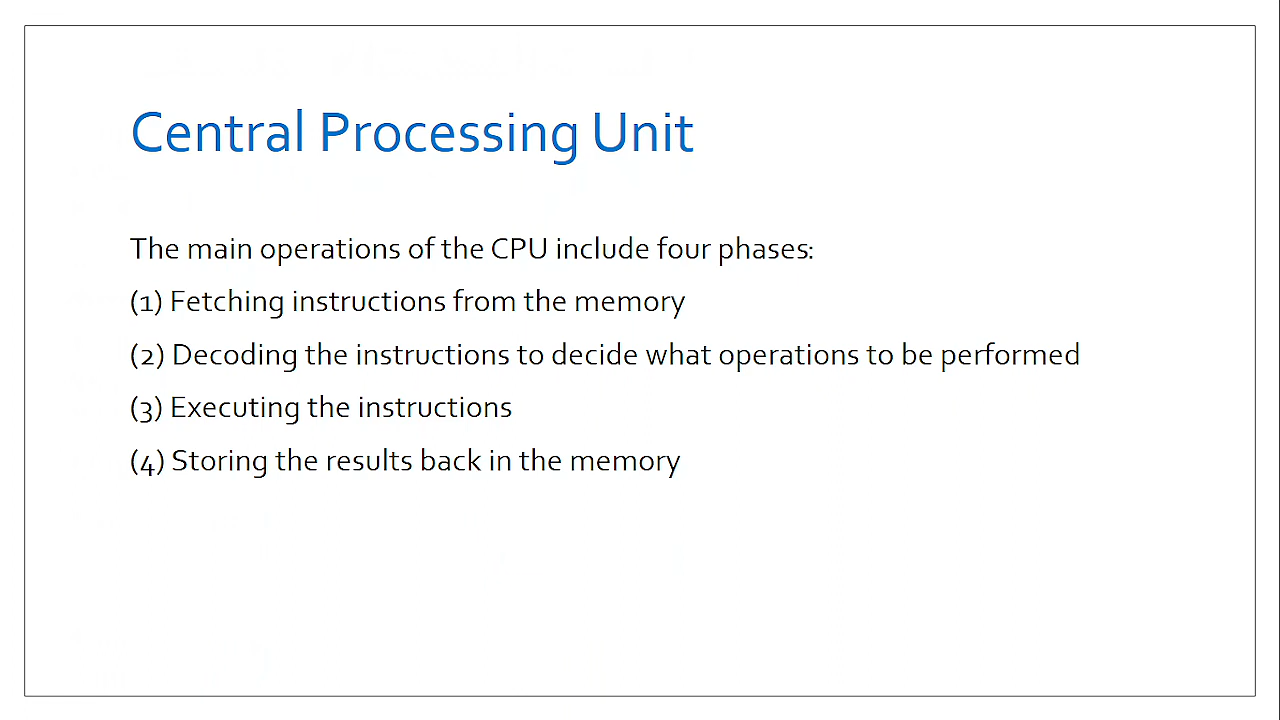 Central Processing Unit
The main operations of the CPU include four phases:
(1) Fetching instructions from the memory
(2) Decoding the instructions to decide what operations to be performed
(3) Executing the instructions
(4) Storing the results back in the memory